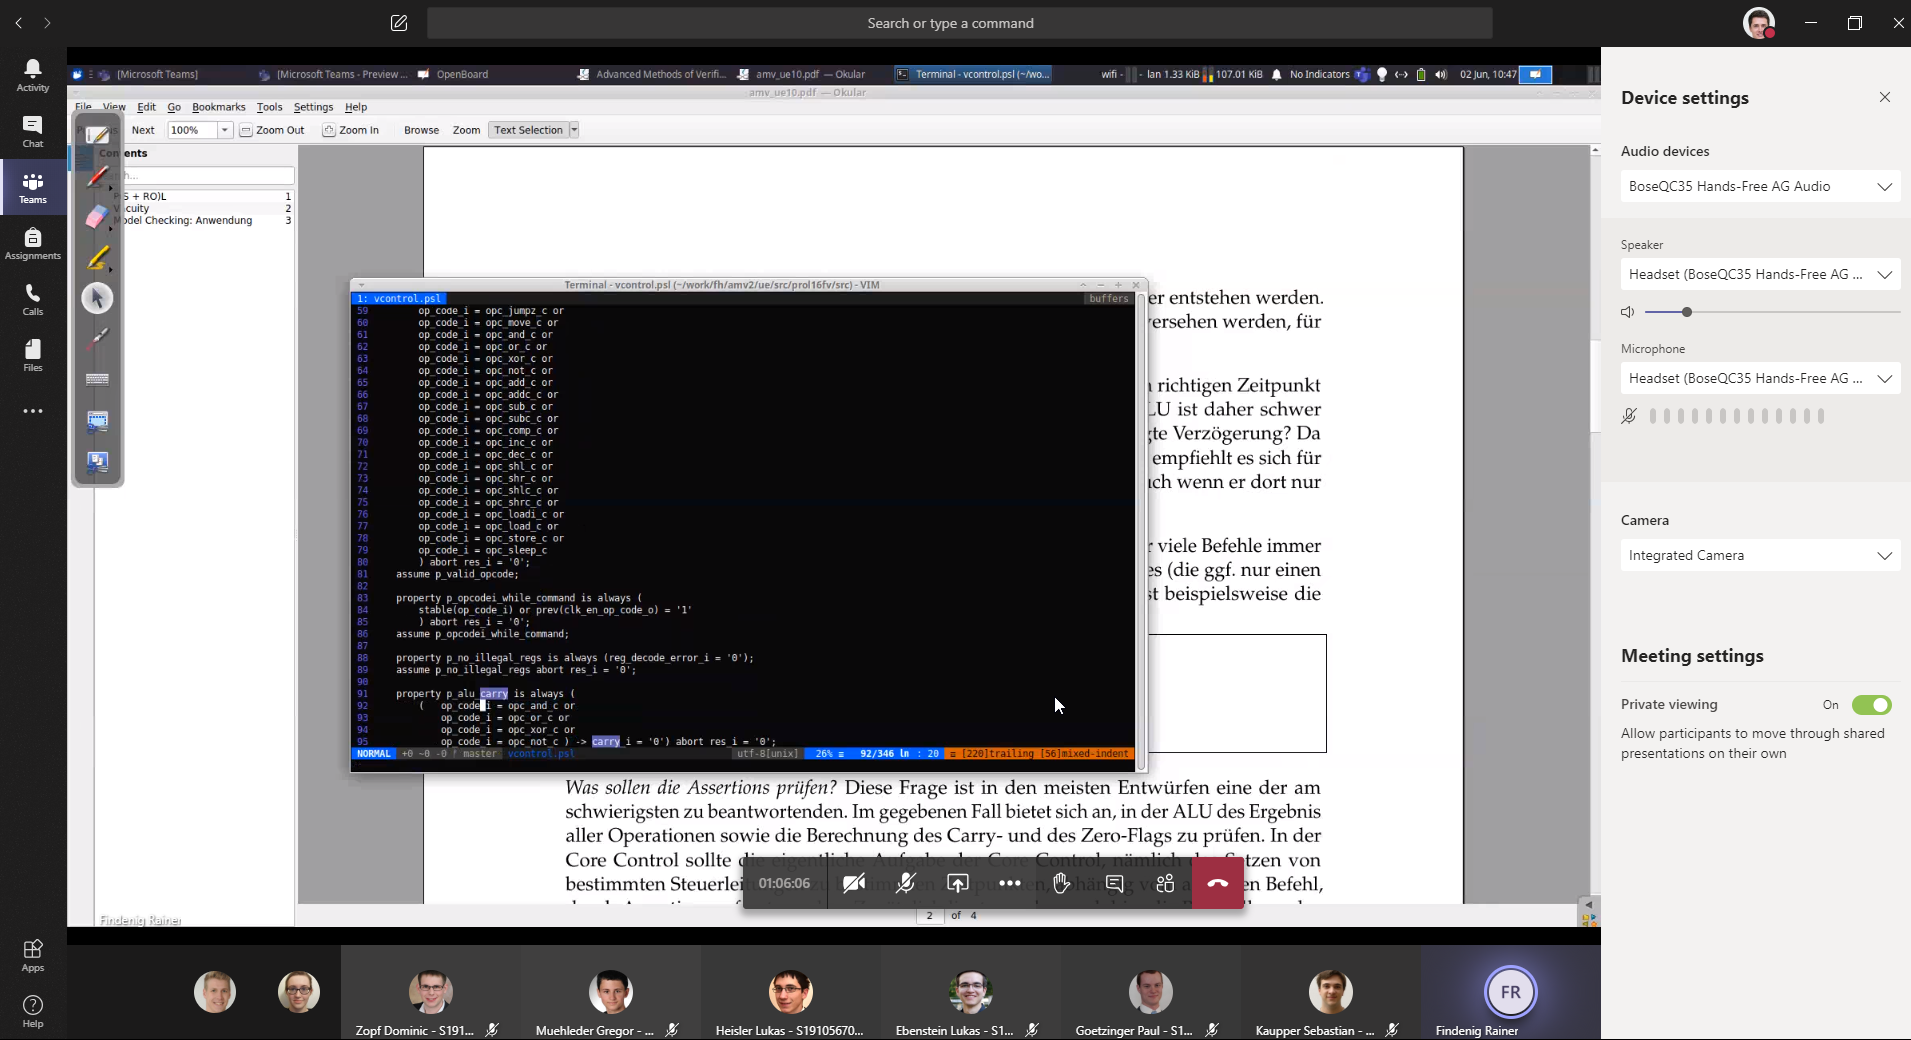 Search or type a command
Activity
Chat
Teams
Assignments
Calls
Files
Apps
Help
[Microsoft Teams]
[Microsoft Teams - Preview ...
OpenBoard
Advanced Methods of Verifi...
amv_ue10.pdf — Okular
Terminal - vcontrol.psl (~/wo...
wifi -
lan 1.33 KiB
107.01 KiB
No Indicators
02 Jun, 10:47
amv_ue10.pdf — Okular
File View Edit Go Bookmarks Tools Settings Help
Next 100% Zoom Out Zoom In Browse Zoom Text Selection
S + RO)L 1
cuity 2
del Checking: Anwendung 3
er entstehen werden.
ersehen werden, für
richtigen Zeitpunkt
LU ist daher schwer
gte Verzögerung? Da
empfiehlt es sich für
uch wenn er dort nur
r viele Befehle immer
es (die ggf. nur einen
st beispielsweise die
Terminal - vcontrol.psl (~/work/fh/amv2/ue/src/prol16fv/src) - VIM
1: vcontrol.psl buffers
59 op_code_i = opc_jumpz_c or
60 op_code_i = opc_move_c or
61 op_code_i = opc_and_c or
62 op_code_i = opc_or_c or
63 op_code_i = opc_xor_c or
64 op_code_i = opc_not_c or
65 op_code_i = opc_add_c or
66 op_code_i = opc_addc_c or
67 op_code_i = opc_sub_c or
68 op_code_i = opc_subc_c or
69 op_code_i = opc_comp_c or
70 op_code_i = opc_inc_c or
71 op_code_i = opc_dec_c or
72 op_code_i = opc_shl_c or
73 op_code_i = opc_shr_c or
74 op_code_i = opc_shlc_c or
75 op_code_i = opc_shrc_c or
76 op_code_i = opc_loadi_c or
77 op_code_i = opc_load_c or
78 op_code_i = opc_store_c or
79 op_code_i = opc_sleep_c
80 ) abort res_i = '0';
81 assume p_valid_opcode;
82
83 property p_opcodei_while_command is always (
84 stable(op_code_i) or prev(clk_en_op_code_o) = '1'
85 ) abort res_i = '0';
86 assume p_opcodei_while_command;
87
88 property p_no_illegal_regs is always (reg_decode_error_i = '0');
89 assume p_no_illegal_regs abort res_i = '0';
90
91 property p_alu_carry is always (
92 ( op_code_i = opc_and_c or
93 op_code_i = opc_or_c or
94 op_code_i = opc_xor_c or
95 op_code_i = opc_not_c ) -> carry_i = '0') abort res_i = '0';
NORMAL +0 ~0 -0 master vcontrol.psl utf-8[unix] 26% 92/346 ln : 20 [220]trailing [56]mixed-indent
Was sollen die Assertions prüfen? Diese Frage ist in den meisten Entwürfen eine der am
schwierigsten zu beantwortenden. Im gegebenen Fall bietet sich an, in der ALU des Ergebnis
aller Operationen sowie die Berechnung des Carry- und des Zero-Flags zu prüfen. In der
Core Control sollte die eigentliche Aufgabe der Core Control, nämlich das Setzen von
bestimmten Steuerlei
en Befehl,
01:06:06
2 of 4
Findenig Rainer
Zopf Dominic - S191...
Muehleder Gregor - ...
Heisler Lukas - S19105670...
Ebenstein Lukas - S1...
Goetzinger Paul - S1...
Kaupper Sebastian - ...
FR
Findenig Rainer
Device settings
Audio devices
BoseQC35 Hands-Free AG Audio
Speaker
Headset (BoseQC35 Hands-Free AG ...
Microphone
Headset (BoseQC35 Hands-Free AG ...
Camera
Integrated Camera
Meeting settings
Private viewing On
Allow participants to move through shared
presentations on their own